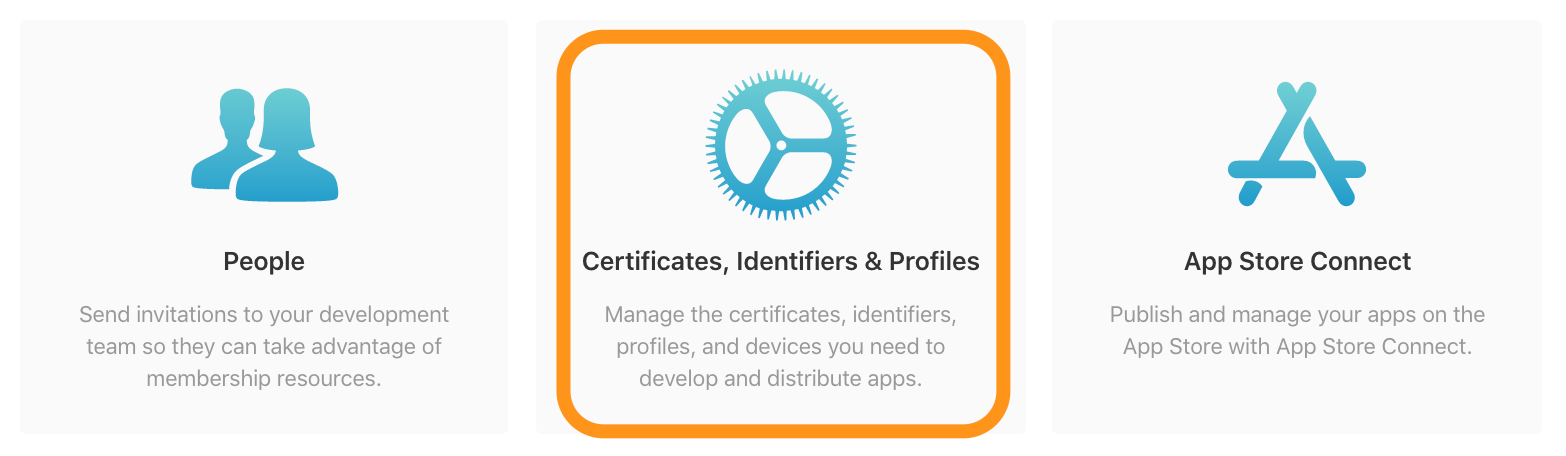 People
Send invitations to your development
team so they can take advantage of
membership resources.
Certificates, Identifiers & Profiles
Manage the certificates, identifiers,
profiles, and devices you need to
develop and distribute apps.
App Store Connect
Publish and manage your apps on the
App Store with App Store Connect.